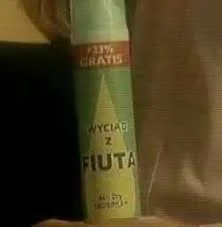 +33%
GRATIS
WYCIĄG
Z
FIUTA